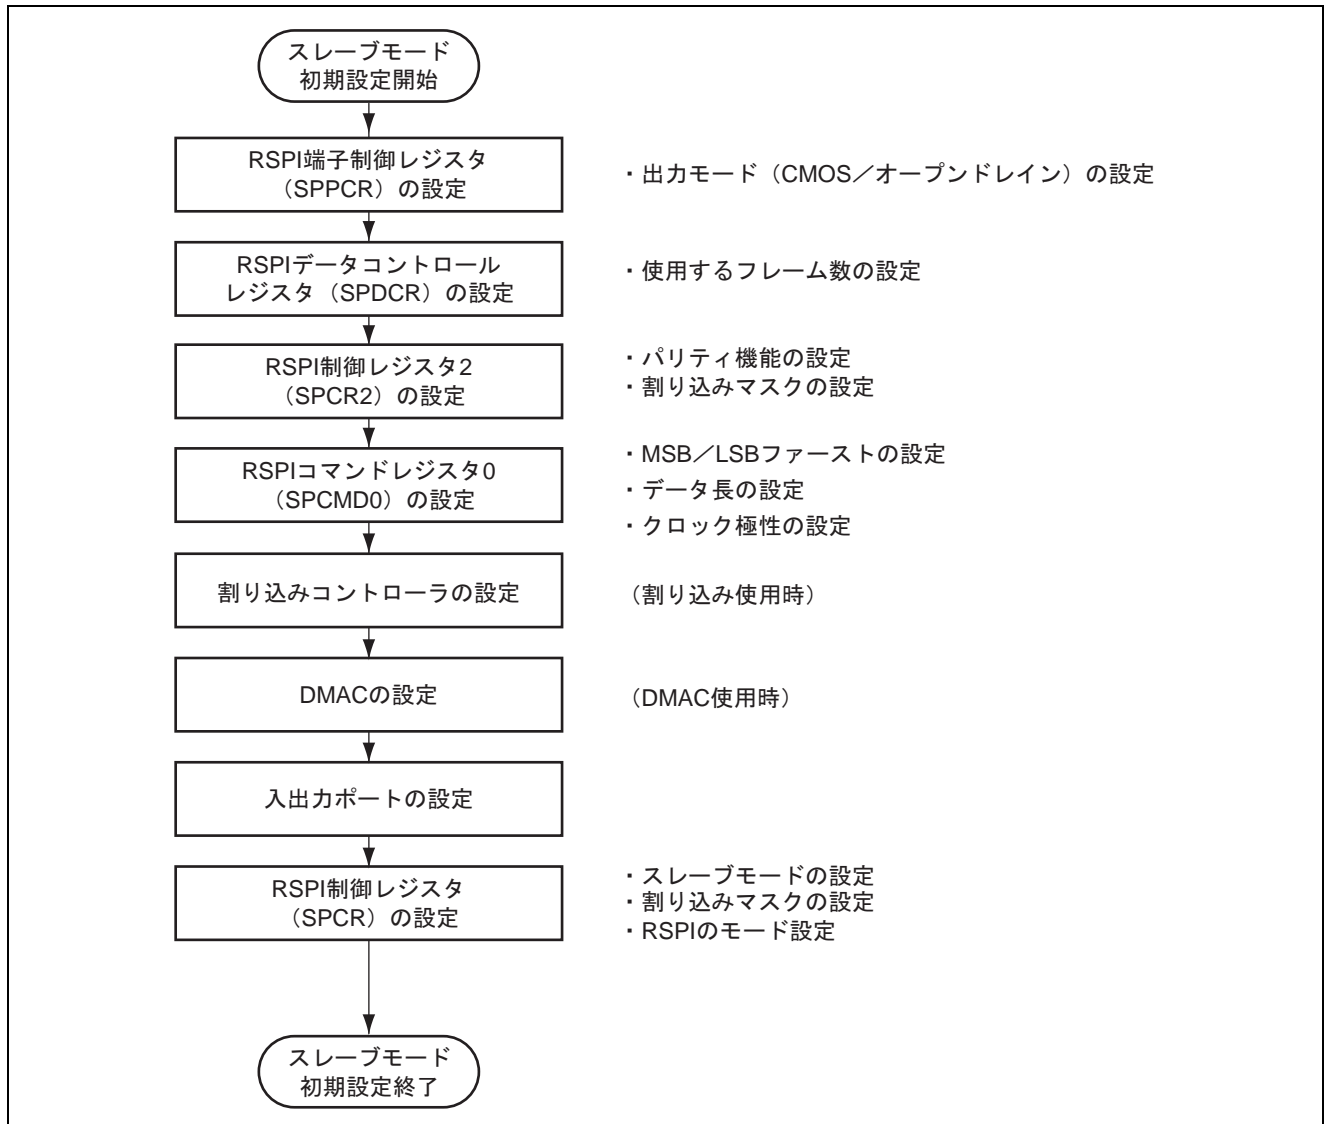 スレーブモード
初期設定開始
RSPI端子制御レジスタ
（SPPCR）の設定
・出力モード（CMOS／オープンドレイン）の設定
RSPIデータコントロール
レジスタ（SPDCR）の設定
・使用するフレーム数の設定
RSPI制御レジスタ2
（SPCR2）の設定
・パリティ機能の設定
・割り込みマスクの設定
RSPIコマンドレジスタ0
（SPCMD0）の設定
・MSB／LSBファーストの設定
・データ長の設定
・クロック極性の設定
割り込みコントローラの設定
（割り込み使用時）
DMACの設定
（DMAC使用時）
入出力ポートの設定
RSPI制御レジスタ
（SPCR）の設定
・スレーブモードの設定
・割り込みマスクの設定
・RSPIのモード設定
スレーブモード
初期設定終了